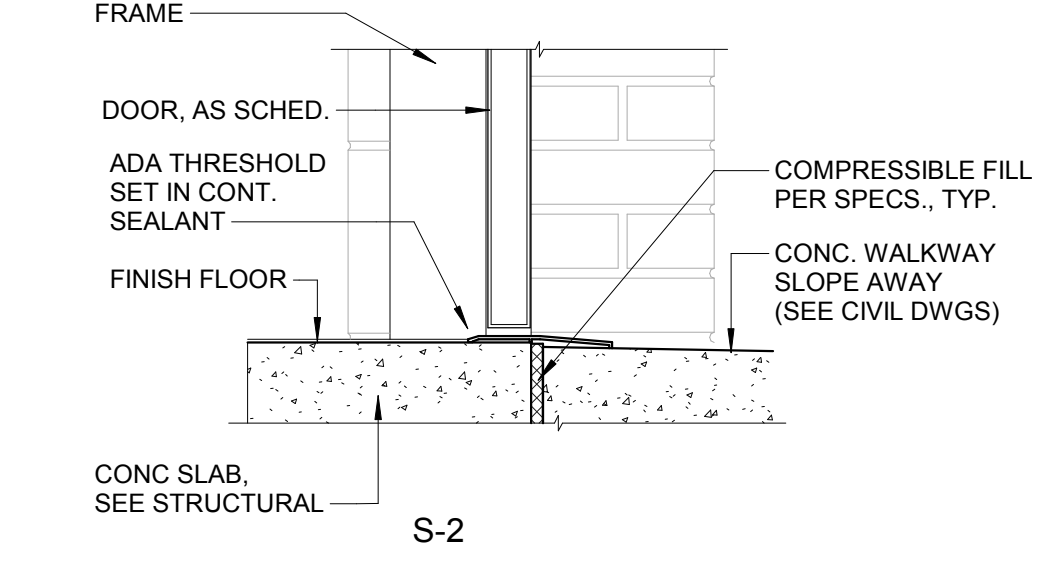 FRAME
DOOR, AS SCHED.
ADA THRESHOLD
SET IN CONT.
SEALANT
FINISH FLOOR
CONC SLAB,
SEE STRUCTURAL
COMPRESSIBLE FILL
PER SPECS., TYP.
CONC. WALKWAY
SLOPE AWAY
(SEE CIVIL DWGS)
S-2